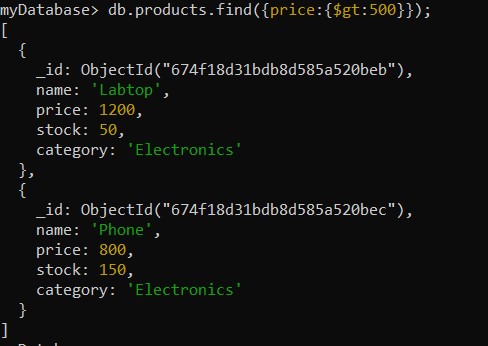 myDatabase> db.products.find({price:{$gt:500}});
[
  {
    _id: ObjectId("674f18d31bdb8d585a520beb"),
    name: 'Labtop',
    price: 1200,
    stock: 50,
    category: 'Electronics'
  },
  {
    _id: ObjectId("674f18d31bdb8d585a520bec"),
    name: 'Phone',
    price: 800,
    stock: 150,
    category: 'Electronics'
  }
]